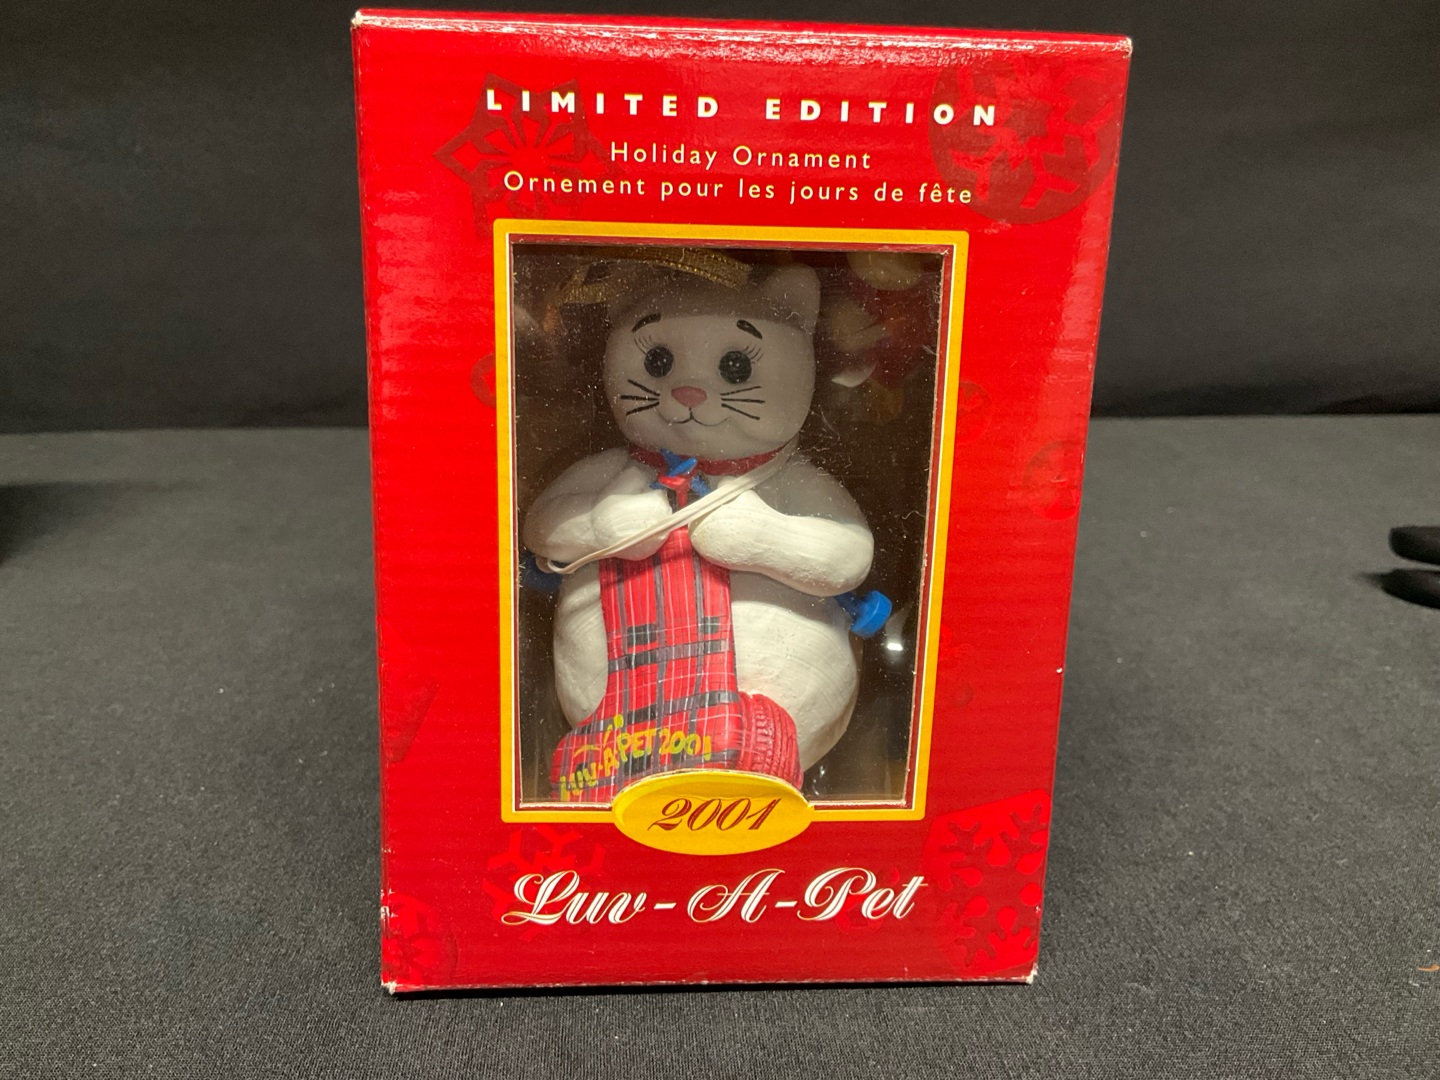 LIMITED EDITION
Holiday Ornament
Ornement pour les jours de fête
LUV-A-PET 2001
2001
Luv-A-Pet